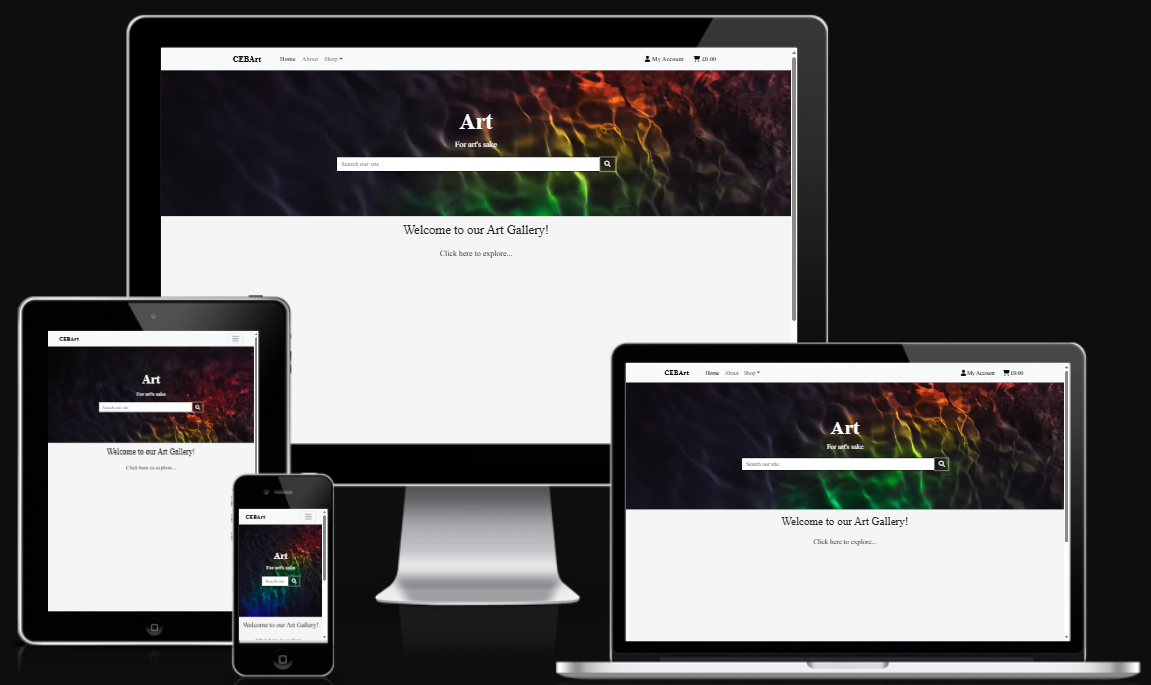 CEBArt Home About Shop My Account £0.00
Art
For art's sake
Search our site
Welcome to our Art Gallery!
Click here to explore...
CEBArt
Art
For art's sake
Search our site
Welcome to our Art Gallery!
Click here to explore...
CEBArt
Art
For art's sake
Search our site
Welcome to our Art Gallery!
CEBArt Home About Shop My Account £0.00
Art
For art's sake
Search our site
Welcome to our Art Gallery!
Click here to explore...